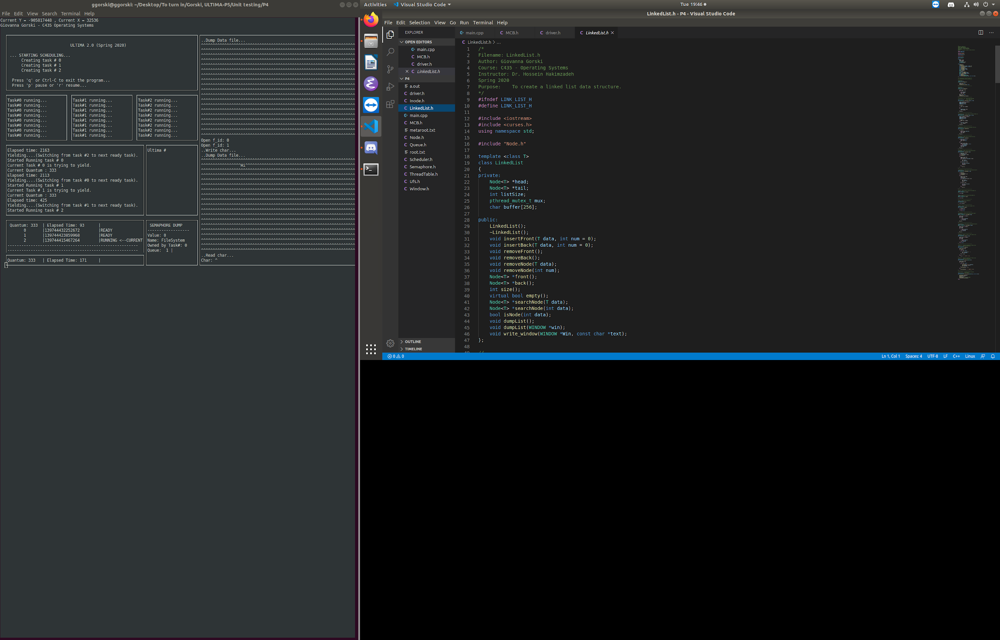 ggorski@ggorski: ~/Desktop/To turn in/Gorski, ULTIMA-P5/Unit testing/P4
File Edit View Search Terminal Help
Current Y = -905817448 , Current X = 32536
Giovanna Gorski - C435 Operating Systems
ULTIMA 2.0 (Spring 2020)
... STARTING SCHEDULING...
Creating task # 0
Creating task # 1
Creating task # 2
Press 'q' or Ctrl-C to exit the program...
Press 'p' pause or 'r' resume...
Task#0 running...
Task#0 running...
Task#0 running...
Task#0 running...
Task#0 running...
Task#0 running...
Task#0 running...
Task#0 running...
Task#1 running...
Task#1 running...
Task#1 running...
Task#1 running...
Task#1 running...
Task#1 running...
Task#1 running...
Task#1 running...
Task#2 running...
Task#2 running...
Task#2 running...
Task#2 running...
Task#2 running...
Task#2 running...
Task#2 running...
Task#2 running...
Elapsed time: 2163
Yielding....(Switching from task #2 to next ready task).
Started Running task # 0
Current Task # 0 is trying to yield.
Current Quantum : 333
Elapsed time: 2113
Yielding....(Switching from task #0 to next ready task).
Started Running task # 1
Current Task # 1 is trying to yield.
Current Quantum : 333
Elapsed time: 425
Yielding....(Switching from task #1 to next ready task).
Started Running task # 2
Ultima #
Quantum: 333 | Elapsed Time: 93 |
0 |139744432252672 |READY
1 |139744423859968 |READY
2 |139744415467264 |RUNNING <--CURRENT
SEMAPHORE DUMP
------------------
Value: 0
Name: FileSystem
Owned by Task#: 0
Queue: 1 |
Quantum: 333 | Elapsed Time: 171 |
..Dump Data file...
Open f_id: 0
Open f_id: 1
..Write char...
..Dump Data file...
^Hi^
..Read char...
Char: ^
Activities Visual Studio Code Tue 19:46
LinkedList.h - P4 - Visual Studio Code
File Edit Selection View Go Run Terminal Help
EXPLORER
OPEN EDITORS
main.cpp
MCB.h
driver.h
LinkedList.h
P4
a.out
driver.h
Inode.h
LinkedList.h
main.cpp
MCB.h
metaroot.txt
Node.h
Queue.h
root.txt
Scheduler.h
Semaphore.h
ThreadTable.h
Ufs.h
Window.h
OUTLINE
TIMELINE
main.cpp MCB.h driver.h LinkedList.h
LinkedList.h > ...
1 /*
2 Filename: LinkedList.h
3 Author: Giovanna Gorski
4 Course: C435 - Operating Systems
5 Instructor: Dr. Hossein Hakimzadeh
6 Spring 2020
7 Purpose: To create a linked list data structure.
8 */
9 #ifndef LINK_LIST_H
10 #define LINK_LIST_H
11
12 #include <iostream>
13 #include <curses.h>
14 using namespace std;
15
16 #include "Node.h"
17
18 template <class T>
19 class LinkedList
20 {
21 private:
22 Node<T> *head;
23 Node<T> *tail;
24 int listSize;
25 pthread_mutex_t mux;
26 char buffer[256];
27
28 public:
29 LinkedList();
30 ~LinkedList();
31 void insertFront(T data, int num = 0);
32 void insertBack(T data, int num = 0);
33 void removeFront();
34 void removeBack();
35 void removeNode(T data);
36 void removeNode(int num);
37 Node<T> *front();
38 Node<T> *back();
39 int size();
40 virtual bool empty();
41 Node<T> *searchNode(T data);
42 Node<T> *searchNode(int data);
43 bool isNode(int data);
44 void dumpList();
45 void dumpList(WINDOW *win);
46 void write_window(WINDOW *Win, const char *text);
47 };
48
0 0 Ln 1, Col 1 Spaces: 4 UTF-8 LF C++ Linux